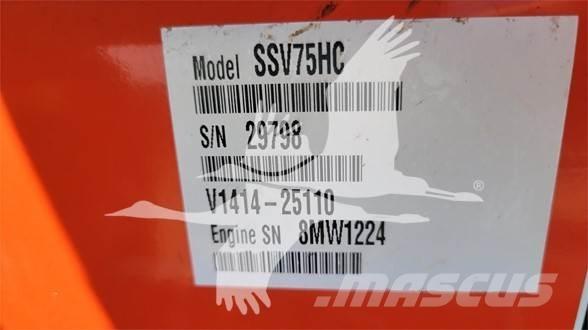 Model SSV75HC
S/N 29798
V1414-25110
Engine SN 8MW1224
®
MASCUS